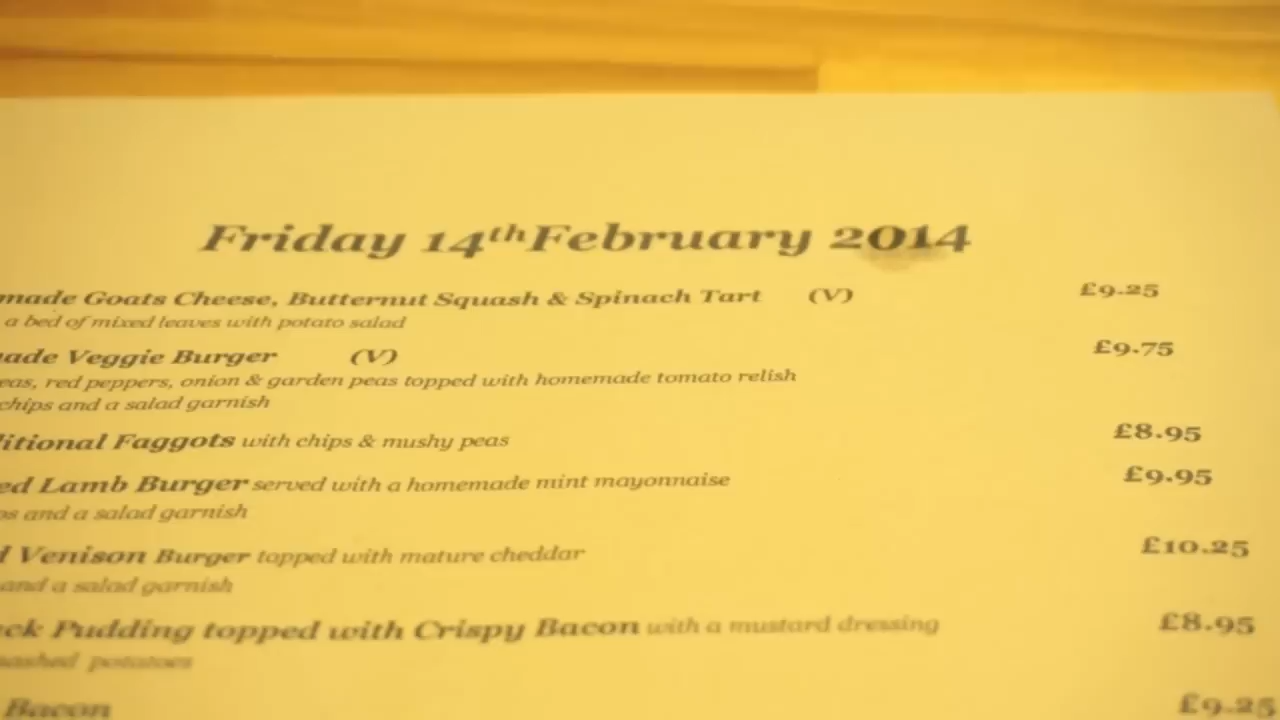 Friday 14th February 2014
made Goats Cheese, Butternut Squash & Spinach Tart (V) £9.25
a bed of mixed leaves with potato salad
ade Veggie Burger (V) £9.75
eas, red peppers, onion & garden peas topped with homemade tomato relish
chips and a salad garnish
itional Faggots with chips & mushy peas £8.95
ed Lamb Burger served with a homemade mint mayonnaise £9.95
ps and a salad garnish
d Venison Burger topped with mature cheddar £10.25
and a salad garnish
ck Pudding topped with Crispy Bacon with a mustard dressing £8.95
mashed potatoes
Bacon £9.25